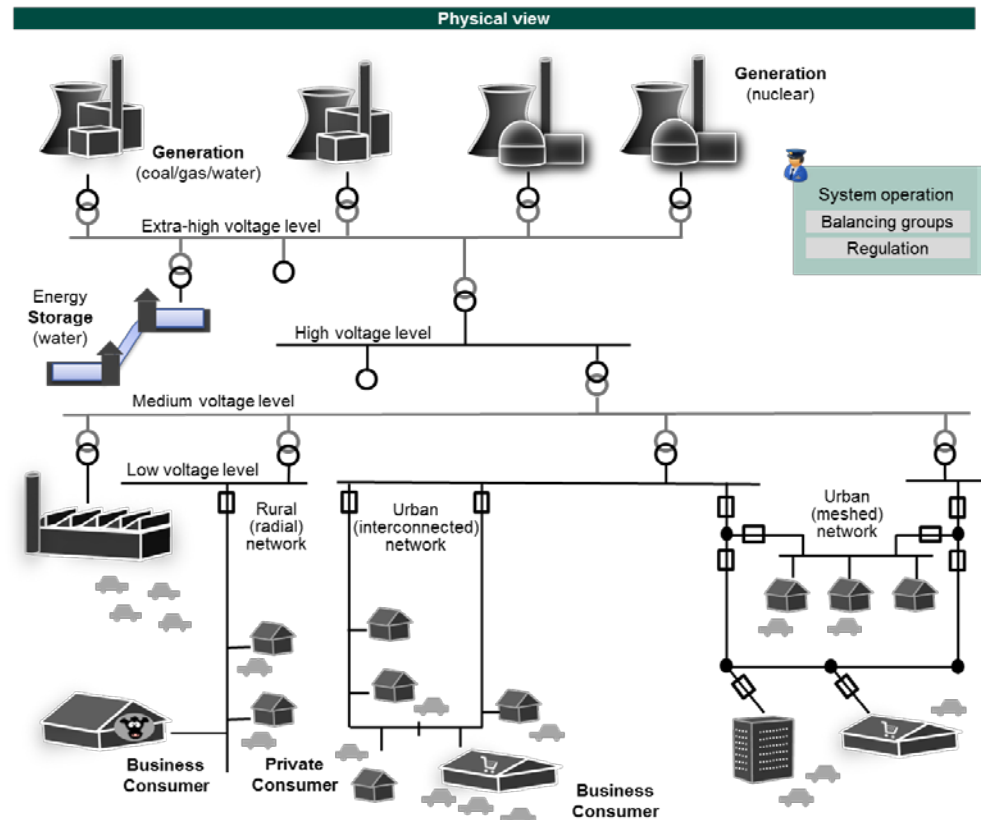 Physical view
Generation
(nuclear)
Generation
(coal/gas/water)
System operation
Balancing groups
Regulation
Extra-high voltage level
Energy
Storage
(water)
High voltage level
Medium voltage level
Low voltage level
Rural
(radial)
network
Urban
(interconnected)
network
Urban
(meshed)
network
Business
Consumer
Private
Consumer
Business
Consumer